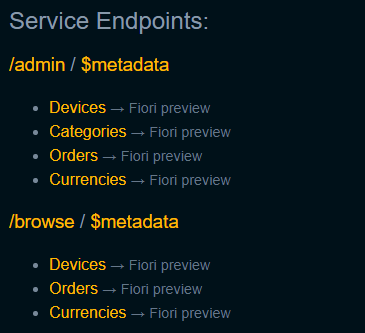 Service Endpoints:
/admin / $metadata
Devices → Fiori preview
Categories → Fiori preview
Orders → Fiori preview
Currencies → Fiori preview
/browse / $metadata
Devices → Fiori preview
Orders → Fiori preview
Currencies → Fiori preview